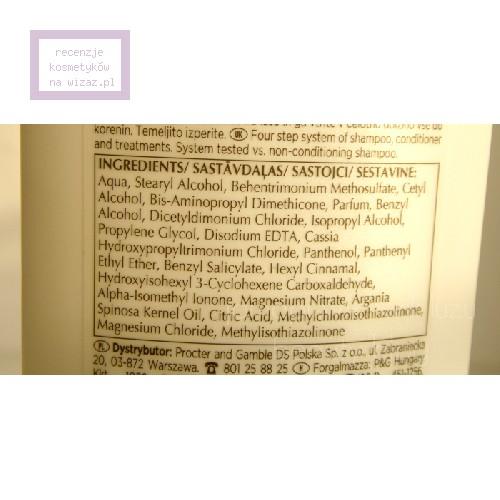 recenzje
kosmetyków
na wizaz.pl
korenin. Temeljito izperite. UK Four step system of shampoo, conditioner
and treatments. System tested vs. non-conditioning shampoo.
INGREDIENTS/ SASTĀVDAĻAS/ SASTOJCI/ SESTAVINE:
Aqua, Stearyl Alcohol, Behentrimonium Methosulfate, Cetyl
Alcohol, Bis-Aminopropyl Dimethicone, Parfum, Benzyl
Alcohol, Dicetyldimonium Chloride, Isopropyl Alcohol,
Propylene Glycol, Disodium EDTA, Cassia
Hydroxypropyltrimonium Chloride, Panthenol, Panthenyl
Ethyl Ether, Benzyl Salicylate, Hexyl Cinnamal,
Hydroxyisohexyl 3-Cyclohexene Carboxaldehyde,
Alpha-Isomethyl Ionone, Magnesium Nitrate, Argania
Spinosa Kernel Oil, Citric Acid, Methylchloroisothiazolinone,
Magnesium Chloride, Methylisothiazolinone
PL Dystrybutor: Procter and Gamble DS Polska Sp. z o.o., ul. Zabraniecka
20, 03-872 Warszawa. ☎ 801 25 88 25 H Forgalmazza: P&G Hungary